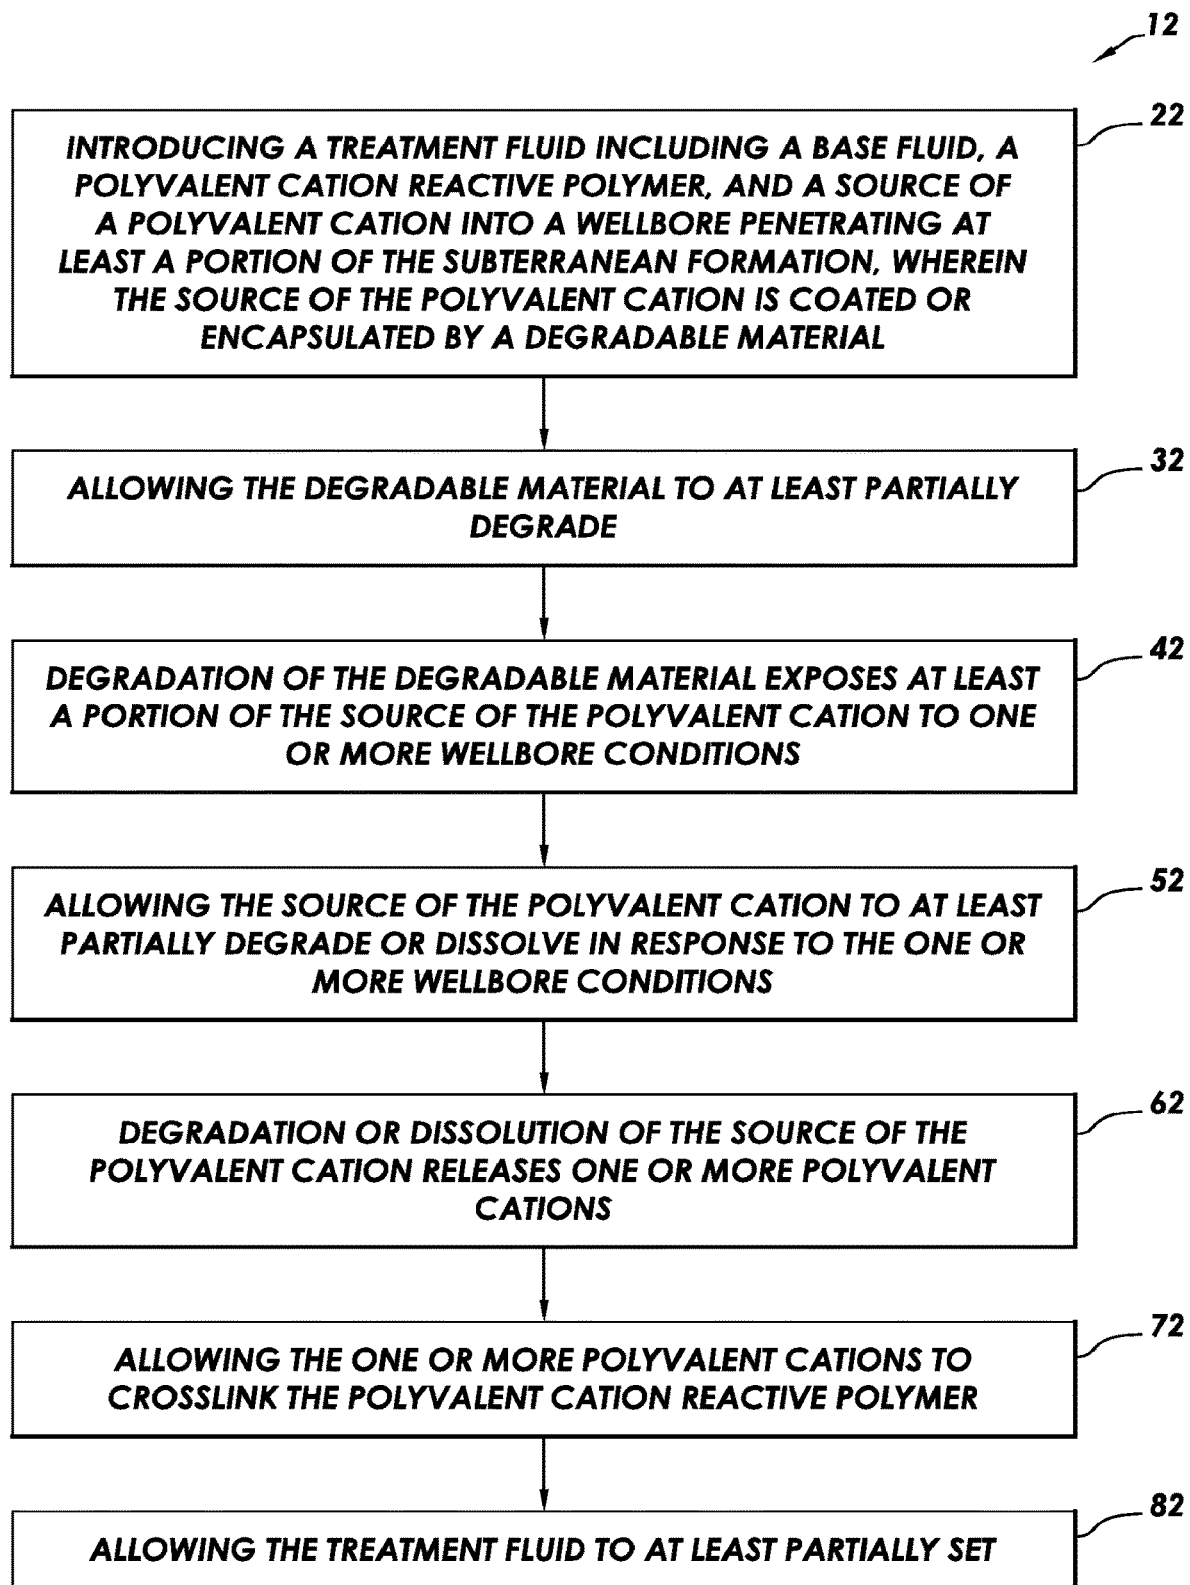 12
22
INTRODUCING A TREATMENT FLUID INCLUDING A BASE FLUID, A
POLYVALENT CATION REACTIVE POLYMER, AND A SOURCE OF
A POLYVALENT CATION INTO A WELLBORE PENETRATING AT
LEAST A PORTION OF THE SUBTERRANEAN FORMATION, WHEREIN
THE SOURCE OF THE POLYVALENT CATION IS COATED OR
ENCAPSULATED BY A DEGRADABLE MATERIAL
32
ALLOWING THE DEGRADABLE MATERIAL TO AT LEAST PARTIALLY
DEGRADE
42
DEGRADATION OF THE DEGRADABLE MATERIAL EXPOSES AT LEAST
A PORTION OF THE SOURCE OF THE POLYVALENT CATION TO ONE
OR MORE WELLBORE CONDITIONS
52
ALLOWING THE SOURCE OF THE POLYVALENT CATION TO AT LEAST
PARTIALLY DEGRADE OR DISSOLVE IN RESPONSE TO THE ONE OR
MORE WELLBORE CONDITIONS
62
DEGRADATION OR DISSOLUTION OF THE SOURCE OF THE
POLYVALENT CATION RELEASES ONE OR MORE POLYVALENT
CATIONS
72
ALLOWING THE ONE OR MORE POLYVALENT CATIONS TO
CROSSLINK THE POLYVALENT CATION REACTIVE POLYMER
82
ALLOWING THE TREATMENT FLUID TO AT LEAST PARTIALLY SET